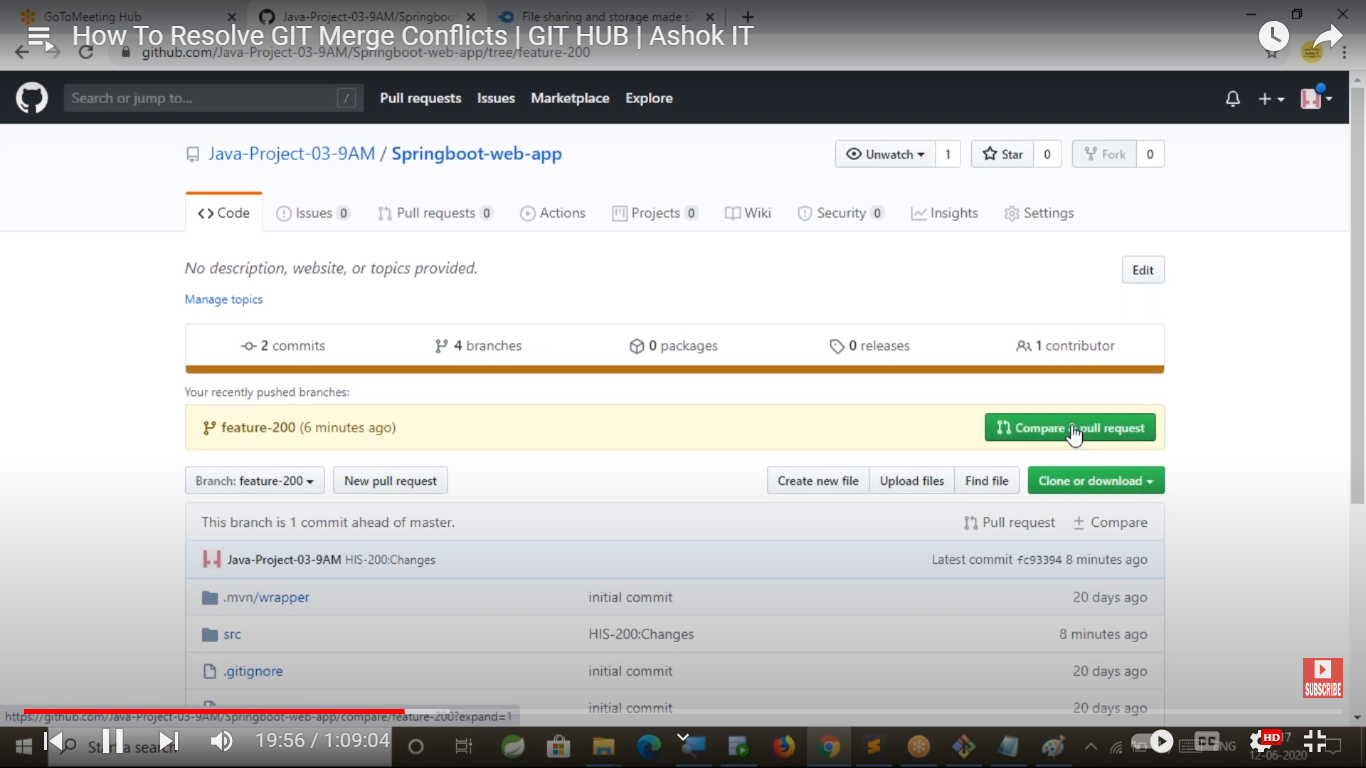 GoToMeeting Hub
Java-Project-03-9AM/Springboo
File sharing and storage made si
How To Resolve GIT Merge Conflicts | GIT HUB | Ashok IT
github.com/Java-Project-03-9AM/Springboot-web-app/tree/feature-200
Search or jump to... / Pull requests Issues Marketplace Explore
Java-Project-03-9AM / Springboot-web-app
Unwatch 1 Star 0 Fork 0
Code Issues 0 Pull requests 0 Actions Projects 0 Wiki Security 0 Insights Settings
No description, website, or topics provided.
Edit
Manage topics
2 commits 4 branches 0 packages 0 releases 1 contributor
Your recently pushed branches:
feature-200 (6 minutes ago) Compare pull request
Branch: feature-200 New pull request Create new file Upload files Find file Clone or download
This branch is 1 commit ahead of master. Pull request Compare
Java-Project-03-9AM HIS-200:Changes Latest commit fc93394 8 minutes ago
.mvn/wrapper initial commit 20 days ago
src HIS-200:Changes 8 minutes ago
.gitignore initial commit 20 days ago
initial commit 20 days ago
SUBSCRIBE
https://github.com/Java-Project-03-9AM/Springboot-web-app/compare/feature-200?expand=1
19:56 / 1:09:04
CC
HD
12-06-2020